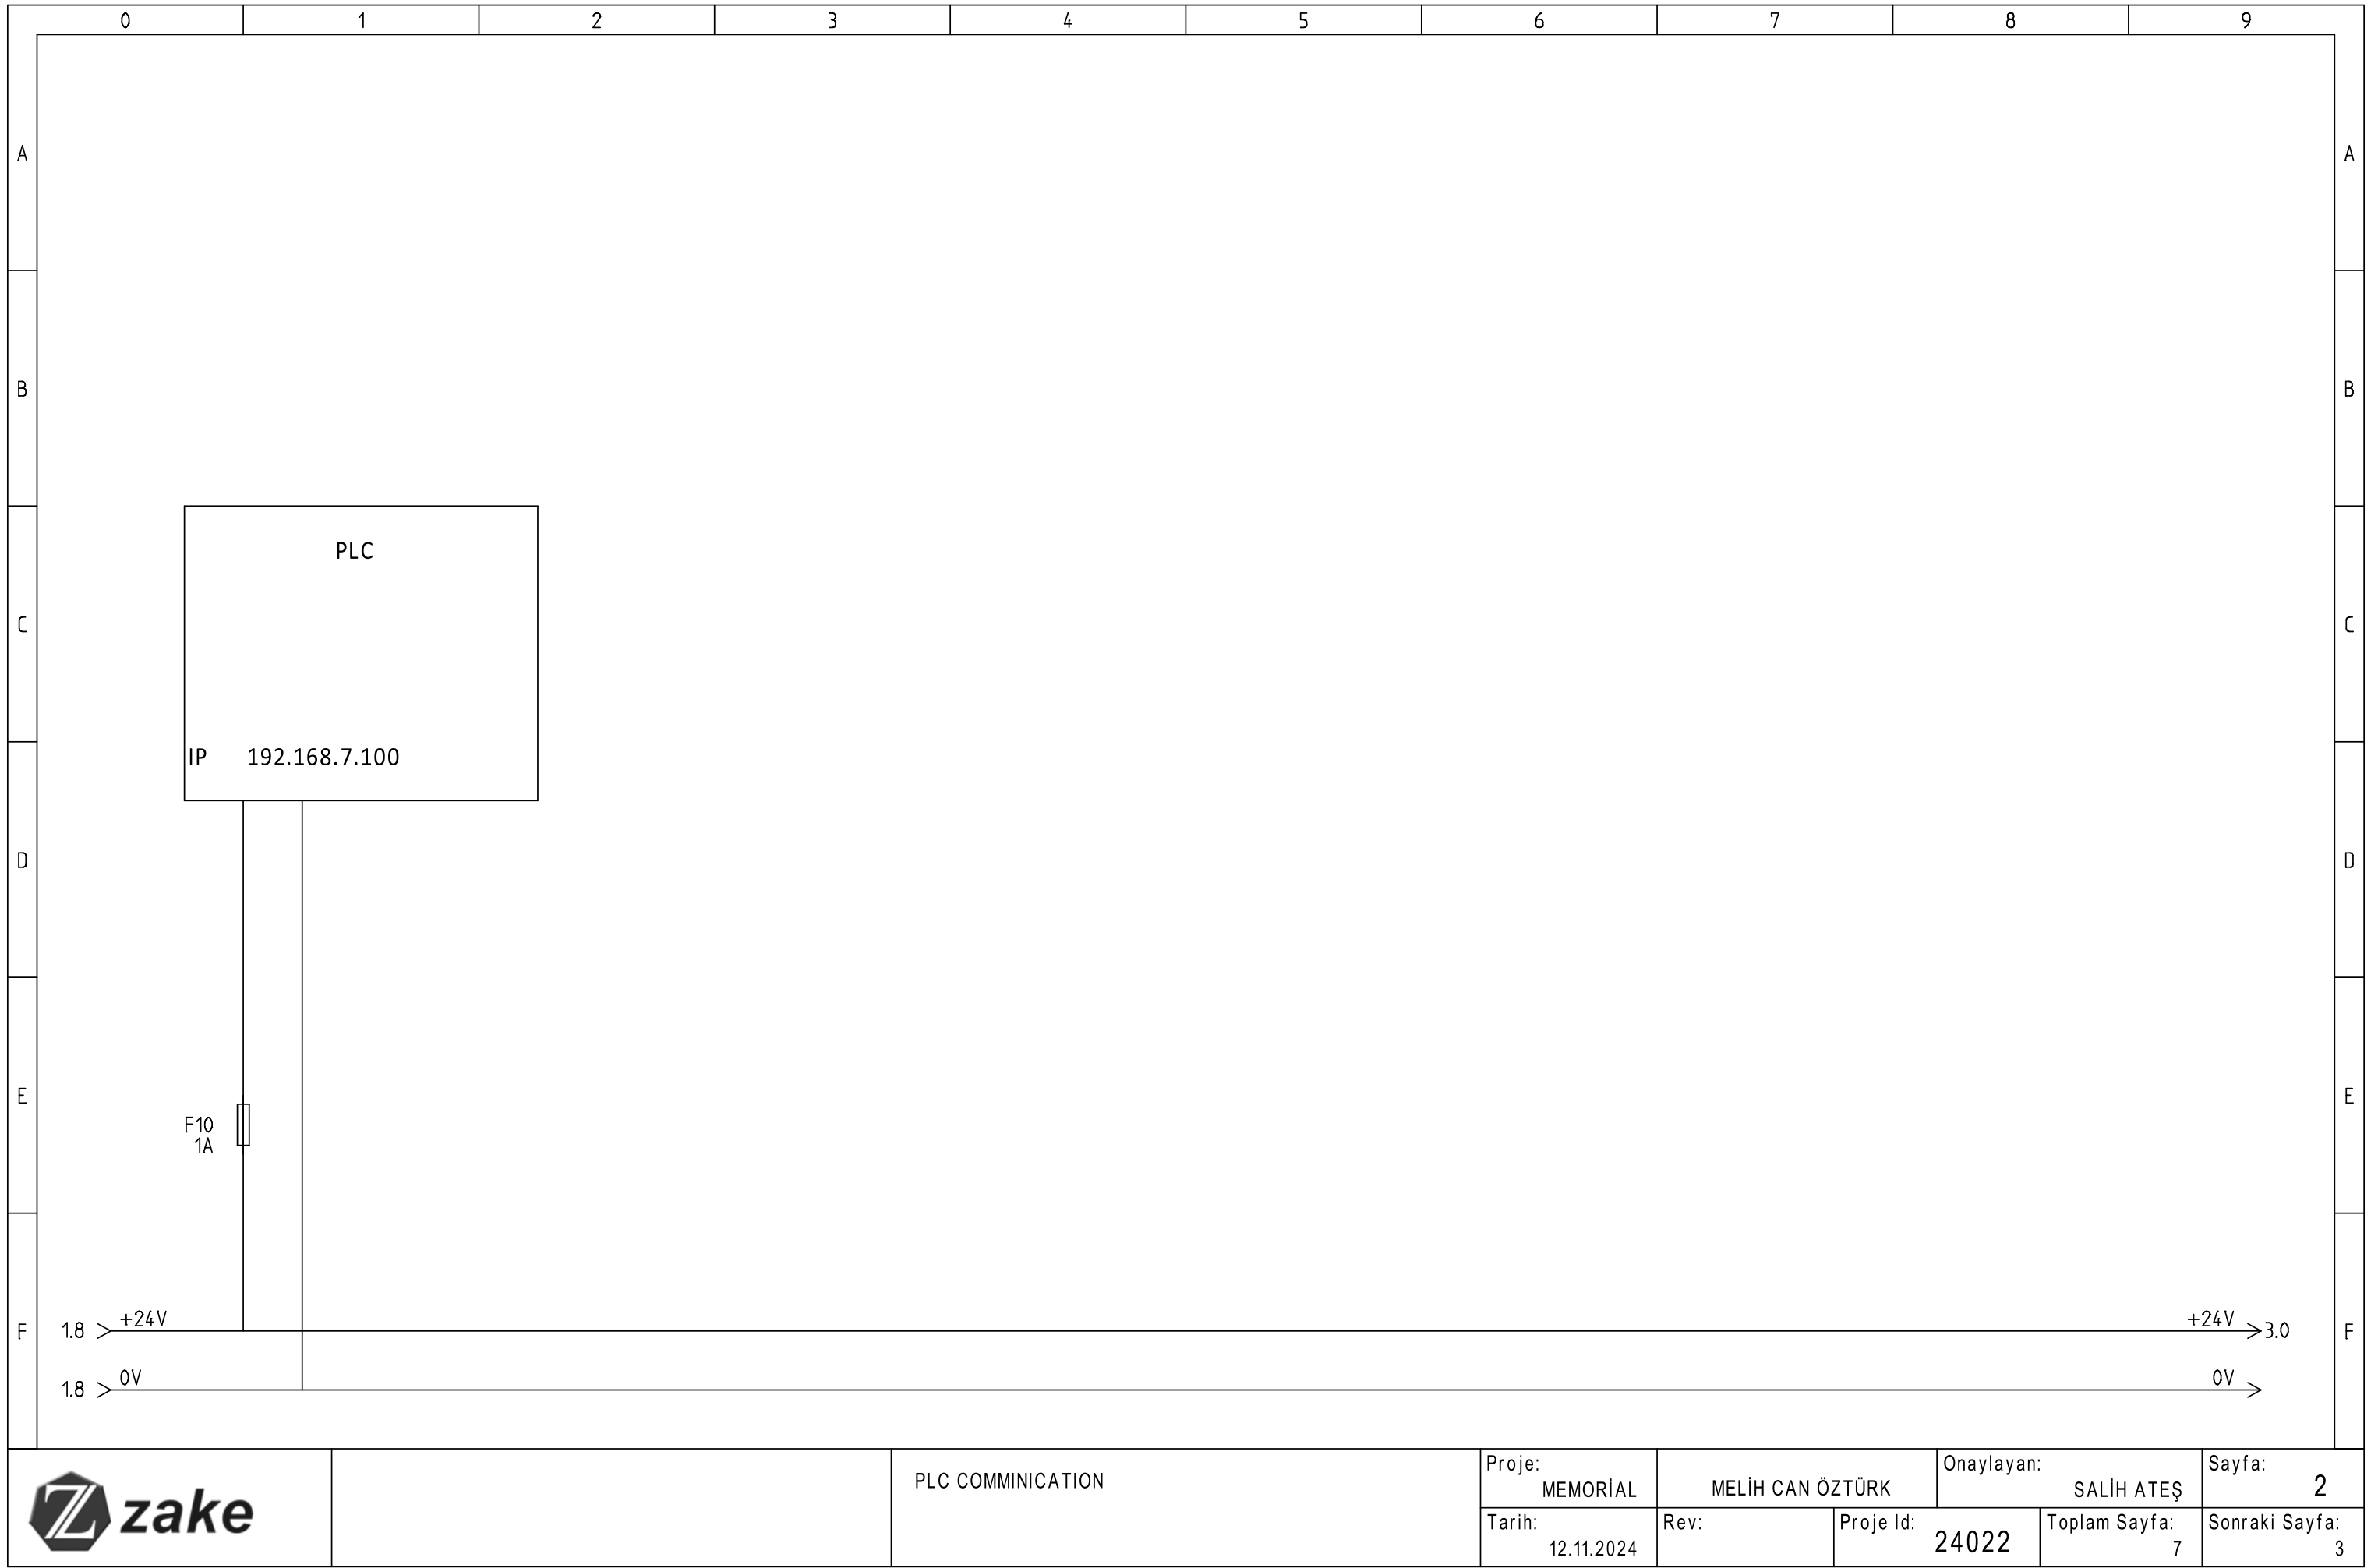 0 1 2 3 4 5 6 7 8 9
A A
B B
PLC
C C
IP 192.168.7.100
D D
E E
F10
1A
+24V +24V
F 1.8 3.0 F
0V 0V
1.8
zake
PLC COMMINICATION
Proje:
MEMORİAL
MELİH CAN ÖZTÜRK
Onaylayan:
SALİH ATEŞ
Sayfa:
2
Tarih:
12.11.2024
Rev:
Proje Id:
24022
Toplam Sayfa:
7
Sonraki Sayfa:
3